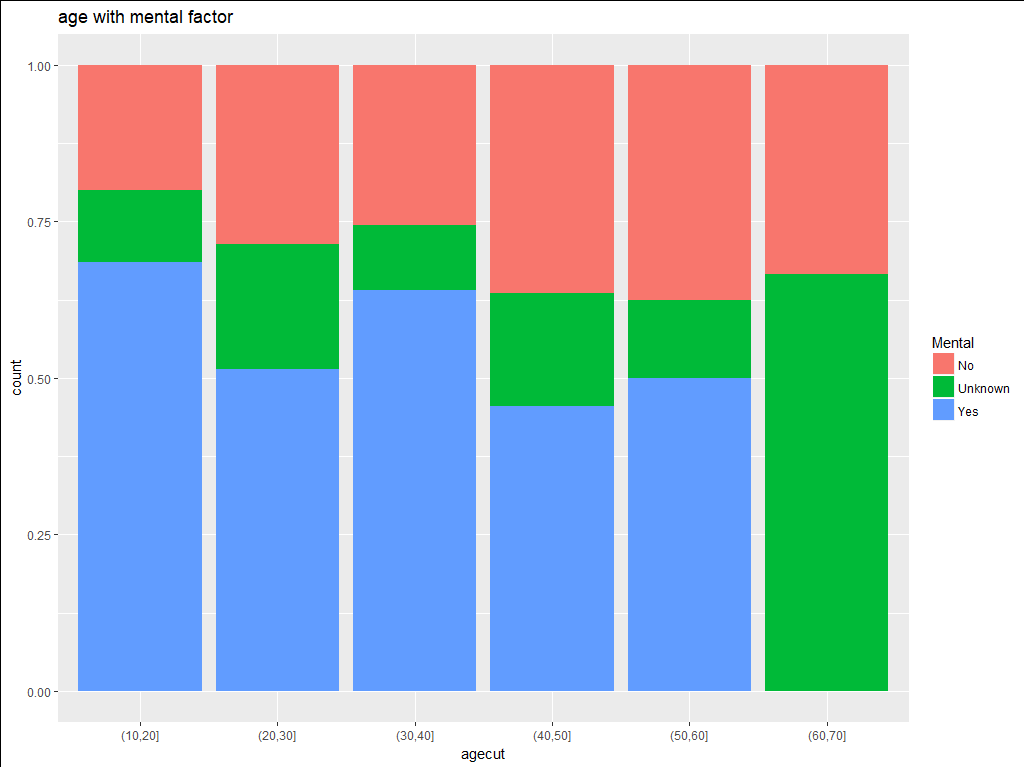 age with mental factor
1.00
0.75
0.50
0.25
0.00
count
(10,20] (20,30] (30,40] (40,50] (50,60] (60,70]
agecut
Mental
No
Unknown
Yes